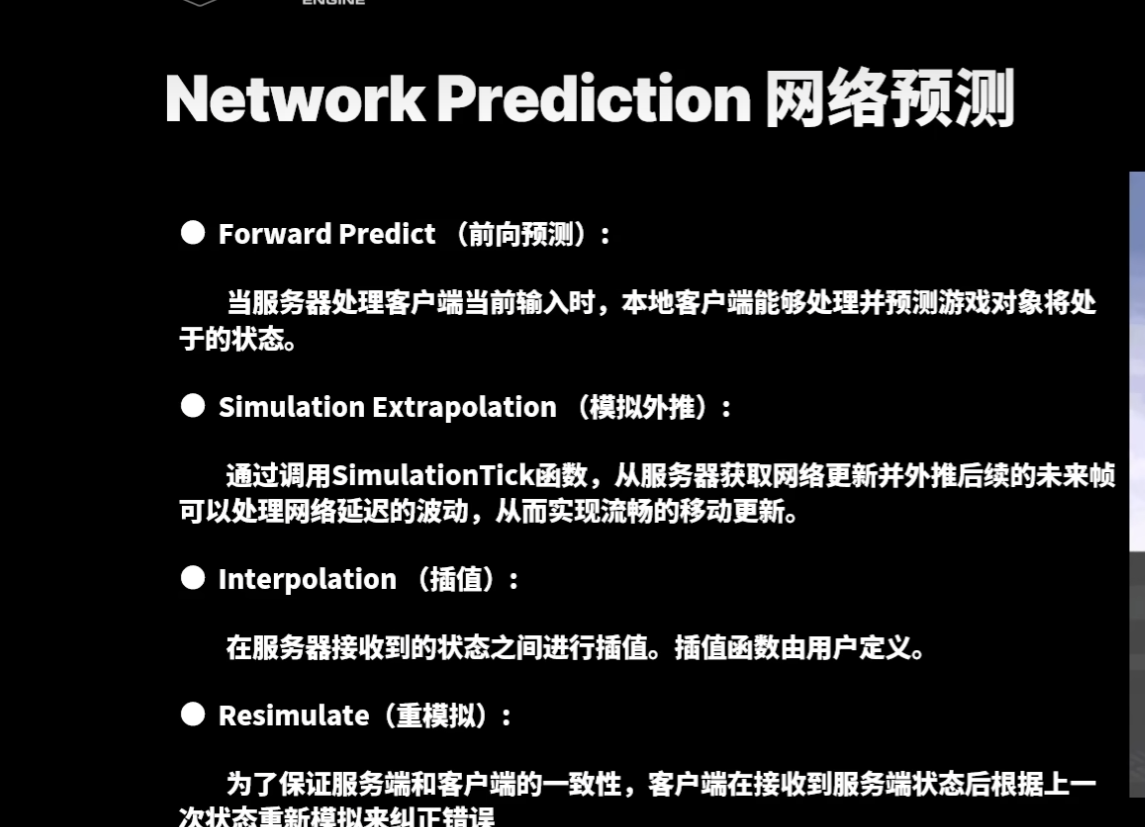 ENGINE
Network Prediction 网络预测
● Forward Predict （前向预测）:
当服务器处理客户端当前输入时，本地客户端能够处理并预测游戏对象将处
于的状态。
● Simulation Extrapolation （模拟外推）:
通过调用SimulationTick函数，从服务器获取网络更新并外推后续的未来帧
可以处理网络延迟的波动，从而实现流畅的移动更新。
● Interpolation （插值）:
在服务器接收到的状态之间进行插值。插值函数由用户定义。
● Resimulate（重模拟）:
为了保证服务端和客户端的一致性，客户端在接收到服务端状态后根据上一
次状态重新模拟来纠正错误